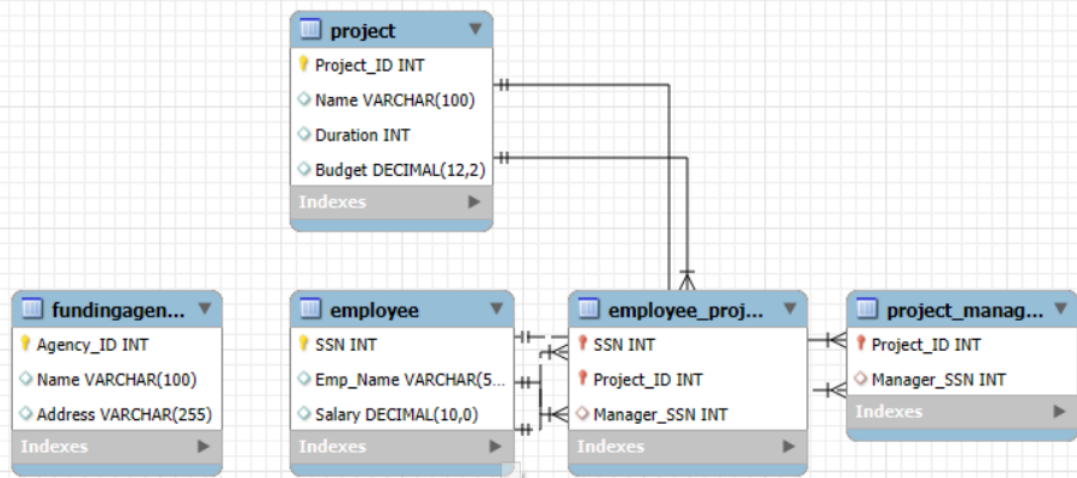 project
Project_ID INT
Name VARCHAR(100)
Duration INT
Budget DECIMAL(12,2)
Indexes
fundingagen...
Agency_ID INT
Name VARCHAR(100)
Address VARCHAR(255)
Indexes
employee
SSN INT
Emp_Name VARCHAR(5...
Salary DECIMAL(10,0)
Indexes
employee_proj...
SSN INT
Project_ID INT
Manager_SSN INT
Indexes
project_manag...
Project_ID INT
Manager_SSN INT
Indexes